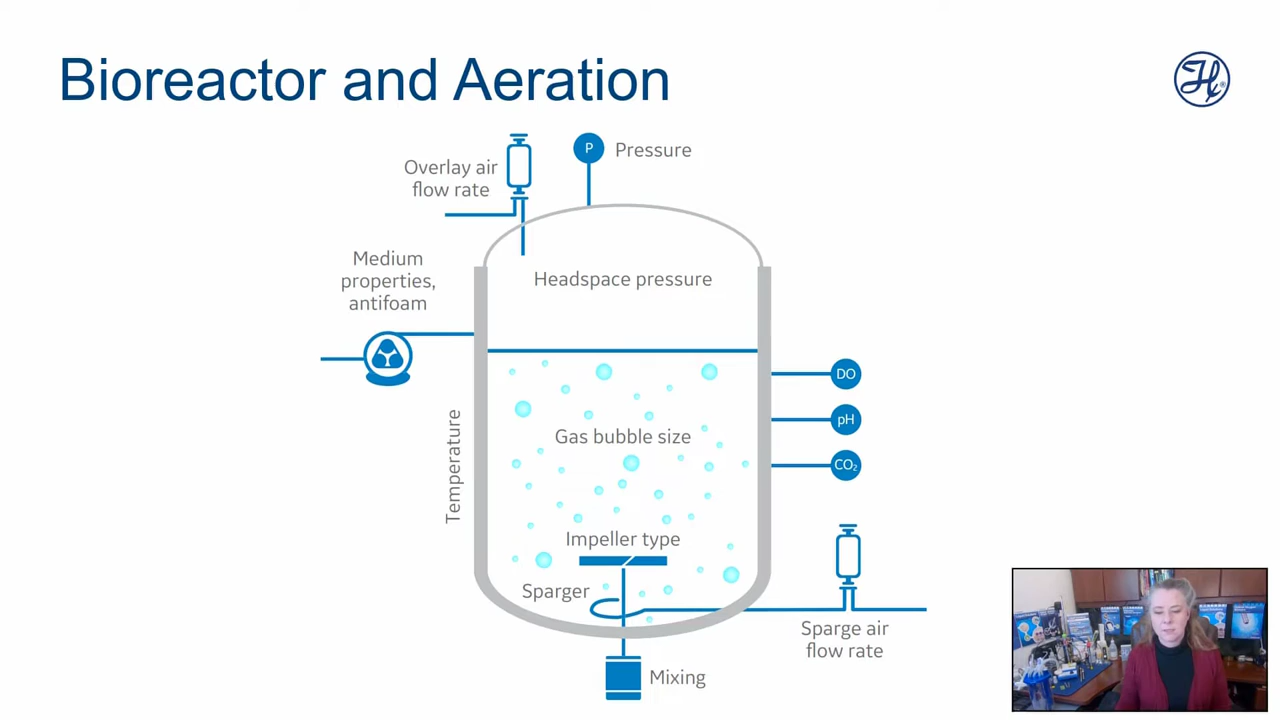 Bioreactor and Aeration
H
®
Overlay air
flow rate
P
Pressure
Medium
properties,
antifoam
Headspace pressure
DO
pH
CO₂
Temperature
Gas bubble size
Impeller type
Sparger
Sparge air
flow rate
Mixing